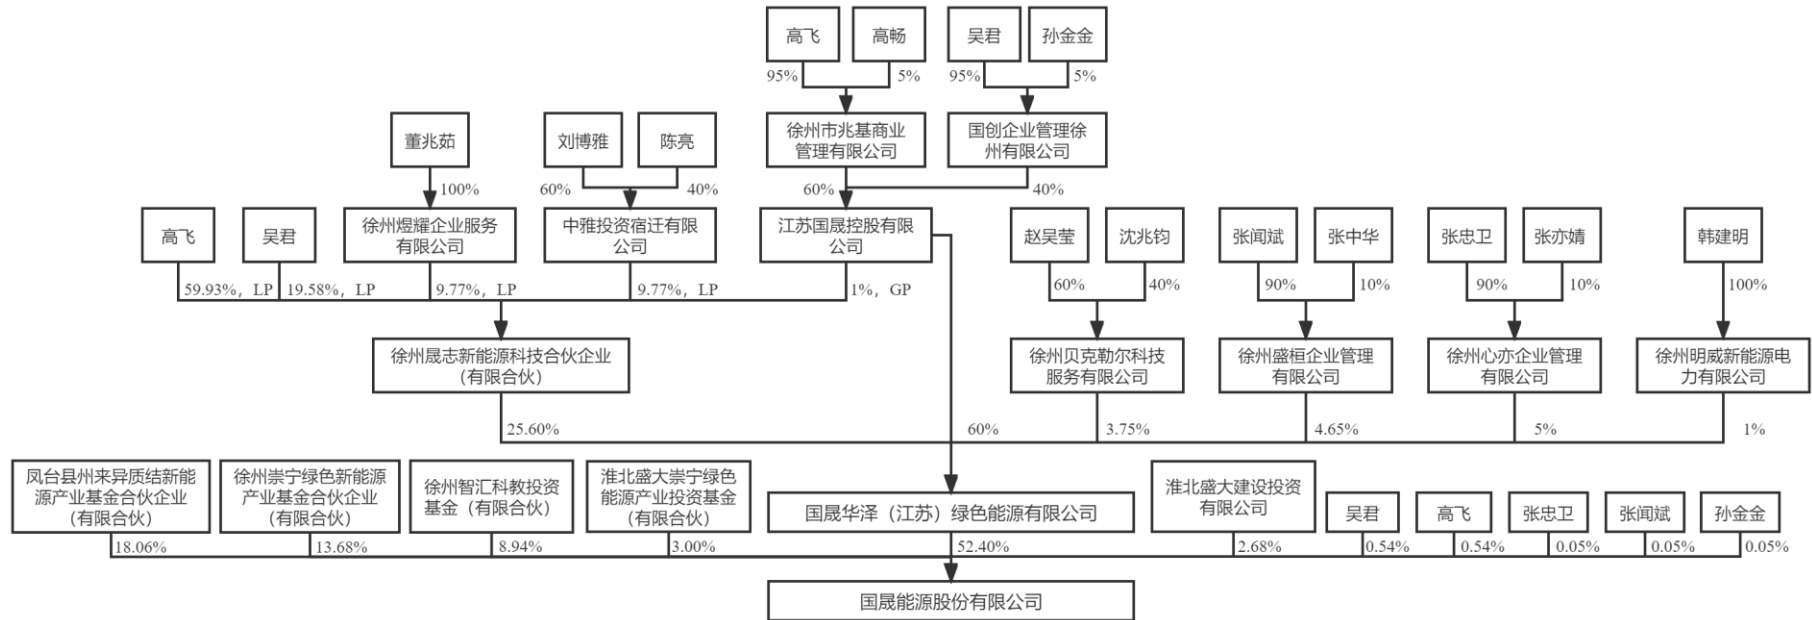 高飞
高畅
吴君
孙金金
95%
5%
95%
5%
董兆茹
刘博雅
陈亮
徐州市兆基商业
管理有限公司
国创企业管理徐
州有限公司
100%
60%
40%
60%
40%
高飞
吴君
徐州煜耀企业服务
有限公司
中雅投资宿迁有限
公司
江苏国晟控股有限
公司
赵吴莹
沈兆钧
张闻斌
张中华
张忠卫
张亦婧
韩建明
59.93%，LP
19.58%，LP
9.77%，LP
9.77%，LP
1%，GP
60%
40%
90%
10%
90%
10%
100%
徐州晟志新能源科技合伙企业
（有限合伙）
徐州贝克勒尔科技
服务有限公司
徐州盛桓企业管理
有限公司
徐州心亦企业管理
有限公司
徐州明威新能源电
力有限公司
25.60%
60%
3.75%
4.65%
5%
1%
凤台县州来异质结新能
源产业基金合伙企业
（有限合伙）
徐州崇宁绿色新能源
产业基金合伙企业
（有限合伙）
徐州智汇科教投资
基金（有限合伙）
淮北盛大崇宁绿色
能源产业投资基金
（有限合伙）
国晟华泽（江苏）绿色能源有限公司
淮北盛大建设投资
有限公司
吴君
高飞
张忠卫
张闻斌
孙金金
18.06%
13.68%
8.94%
3.00%
52.40%
2.68%
0.54%
0.54%
0.05%
0.05%
0.05%
国晟能源股份有限公司